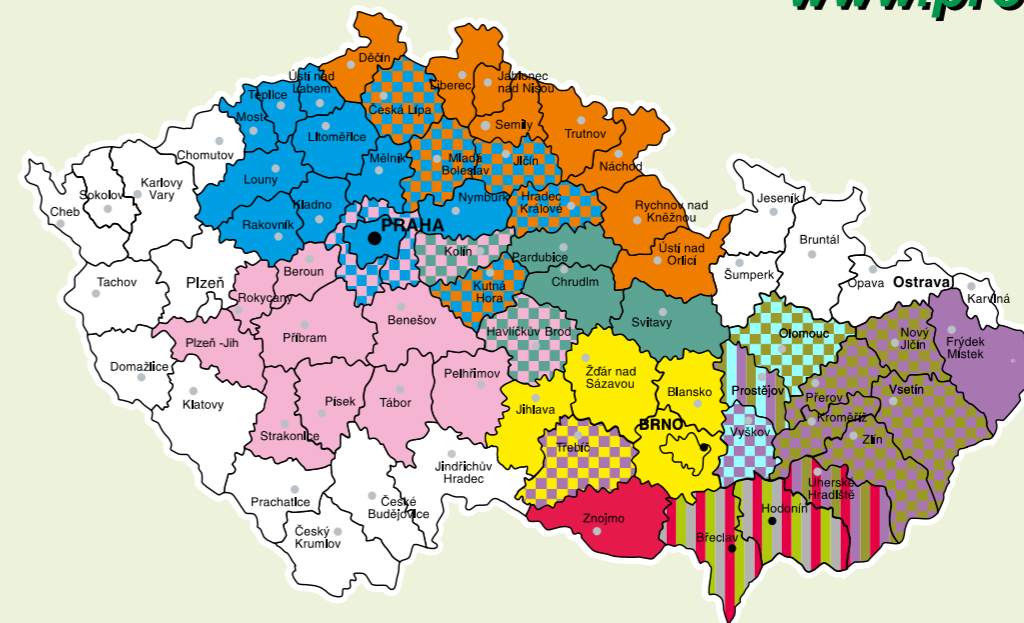 www.pre
Děčín
Ústí nad
Labem
Teplice
Most
Česká Lípa
Liberec
Jablonec
nad Nisou
Semily
Trutnov
Náchod
Litoměřice
Chomutov
Mělník
Mladá
Boleslav
Jičín
Louny
Karlovy
Vary
Sokolov
Cheb
Kladno
Nymburk
Hradec
Králové
Rychnov nad
Kněžnou
Jeseník
Rakovník
PRAHA
Kolín
Pardubice
Ústí nad
Orlicí
Bruntál
Šumperk
Opava
Ostrava
Karviná
Tachov
Plzeň
Beroun
Rokycany
Kutná
Hora
Chrudim
Benešov
Svitavy
Plzeň -Jih
Příbram
Havlíčkův Brod
Olomouc
Nový
Jičín
Frýdek
Místek
Domažlice
Pelhřimov
Žďár nad
Sázavou
Klatovy
Písek
Tábor
Blansko
Prostějov
Přerov
Vsetín
Jihlava
Kroměříž
BRNO
Vyškov
Zlín
Strakonice
Třebíč
Jindřichův
Hradec
Uherské
Hradiště
Prachatice
České
Budějovice
Znojmo
Hodonín
Český
Krumlov
Břeclav